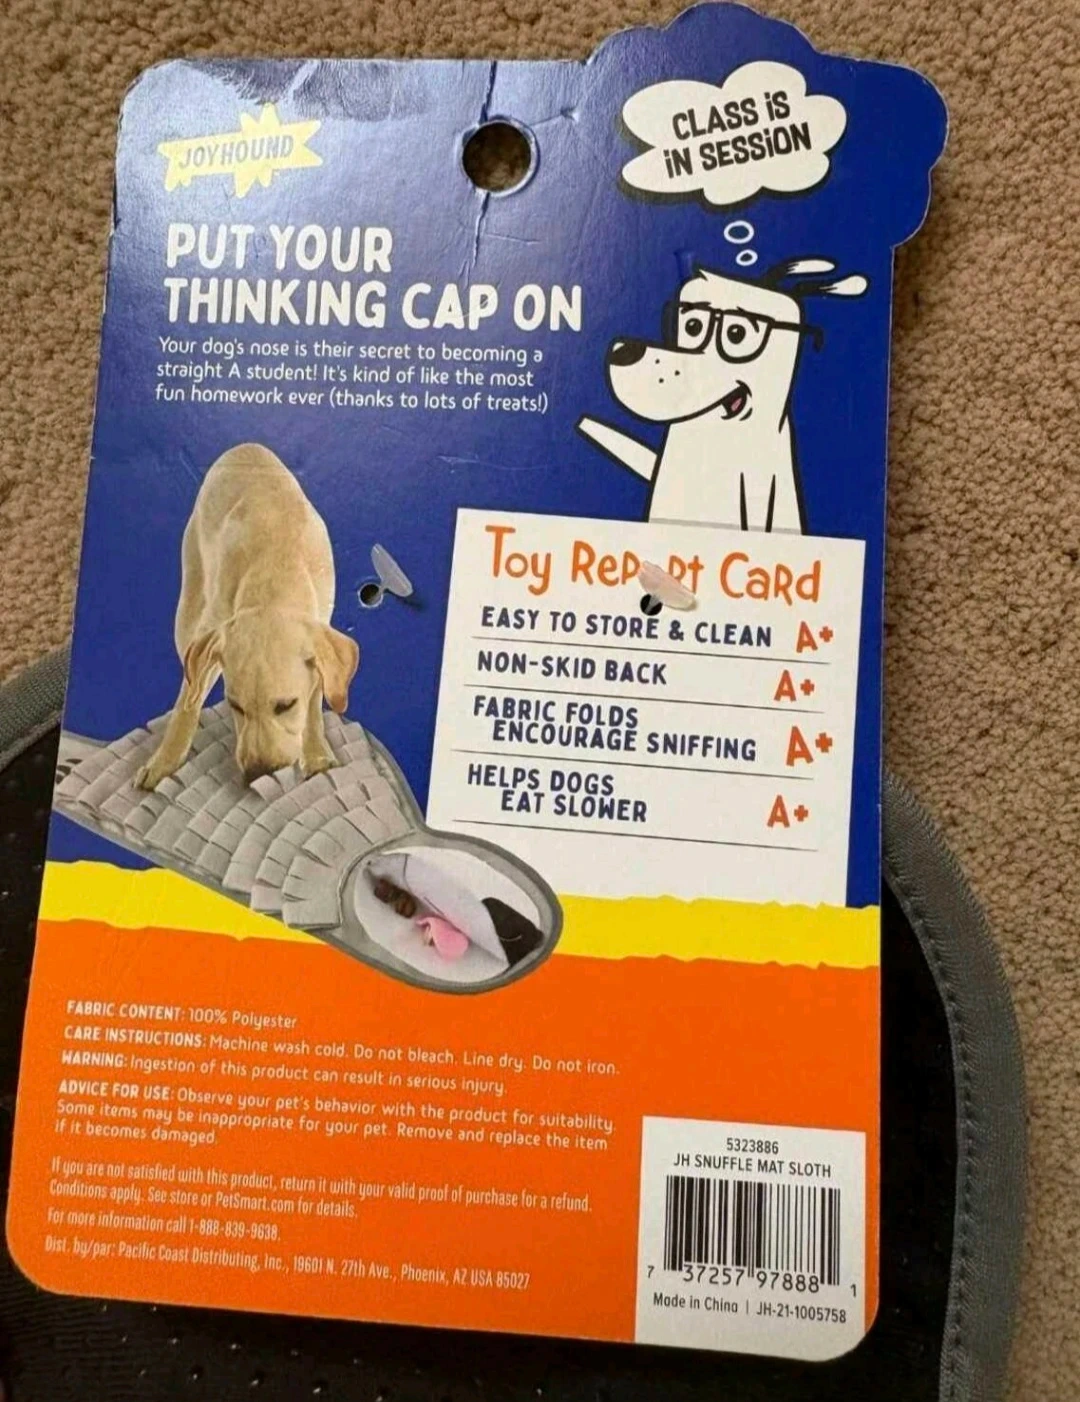 JOYHOUND
CLASS iS
iN SESSiON
PUT YOUR
THINKING CAP ON
Your dog's nose is their secret to becoming a
straight A student! It's kind of like the most
fun homework ever (thanks to lots of treats!)
Toy RePoRt CaRd
EASY TO STORE & CLEAN A+
NON-SKID BACK A+
FABRIC FOLDS
ENCOURAGE SNIFFING A+
HELPS DOGS
EAT SLOWER A+
FABRIC CONTENT: 100% Polyester
CARE INSTRUCTIONS: Machine wash cold. Do not bleach. Line dry. Do not iron.
WARNING: Ingestion of this product can result in serious injury.
ADVICE FOR USE: Observe your pet's behavior with the product for suitability.
Some items may be inappropriate for your pet. Remove and replace the item
if it becomes damaged.
If you are not satisfied with this product, return it with your valid proof of purchase for a refund.
Conditions apply. See store or PetSmart.com for details.
For more information call 1-888-839-9638.
Dist. by/par: Pacific Coast Distributing, Inc., 19601 N. 27th Ave., Phoenix, AZ USA 85027
5323886
JH SNUFFLE MAT SLOTH
7 37257 97888 1
Made in China | JH-21-1005758